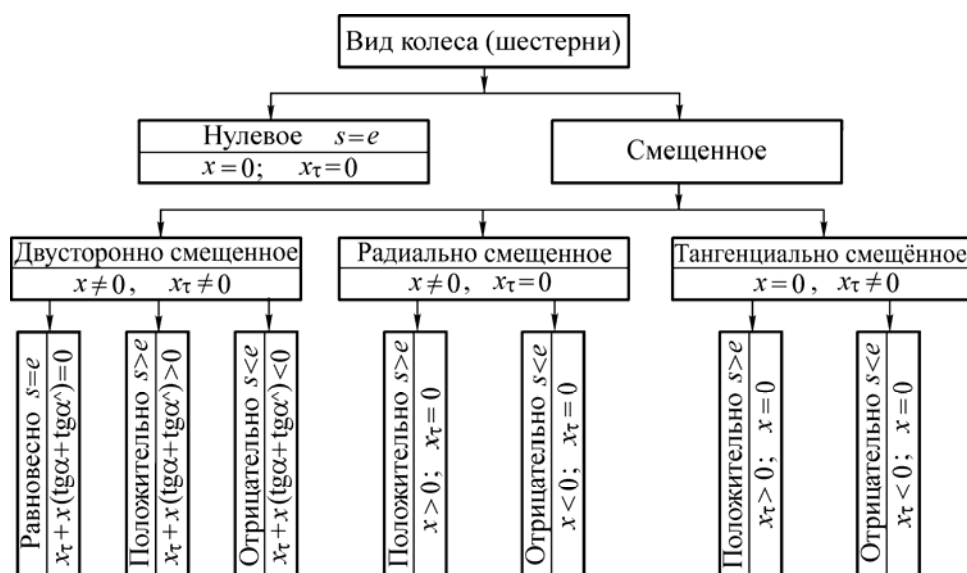 Вид колеса (шестерни)
Нулевое s=e
x=0; xτ=0
Смещенное
Двусторонно смещенное
x≠0, xτ≠0
Радиально смещенное
x≠0, xτ=0
Тангенциально смещённое
x=0, xτ≠0
Равновесно s=e
xτ+x(tgα+tgα^)=0
Положительно s>e
xτ+x(tgα+tgα^)>0
Отрицательно s<e
xτ+x(tgα+tgα^)<0
Положительно s>e
x>0; xτ=0
Отрицательно s<e
x<0; xτ=0
Положительно s>e
xτ>0; x=0
Отрицательно s<e
xτ<0; x=0